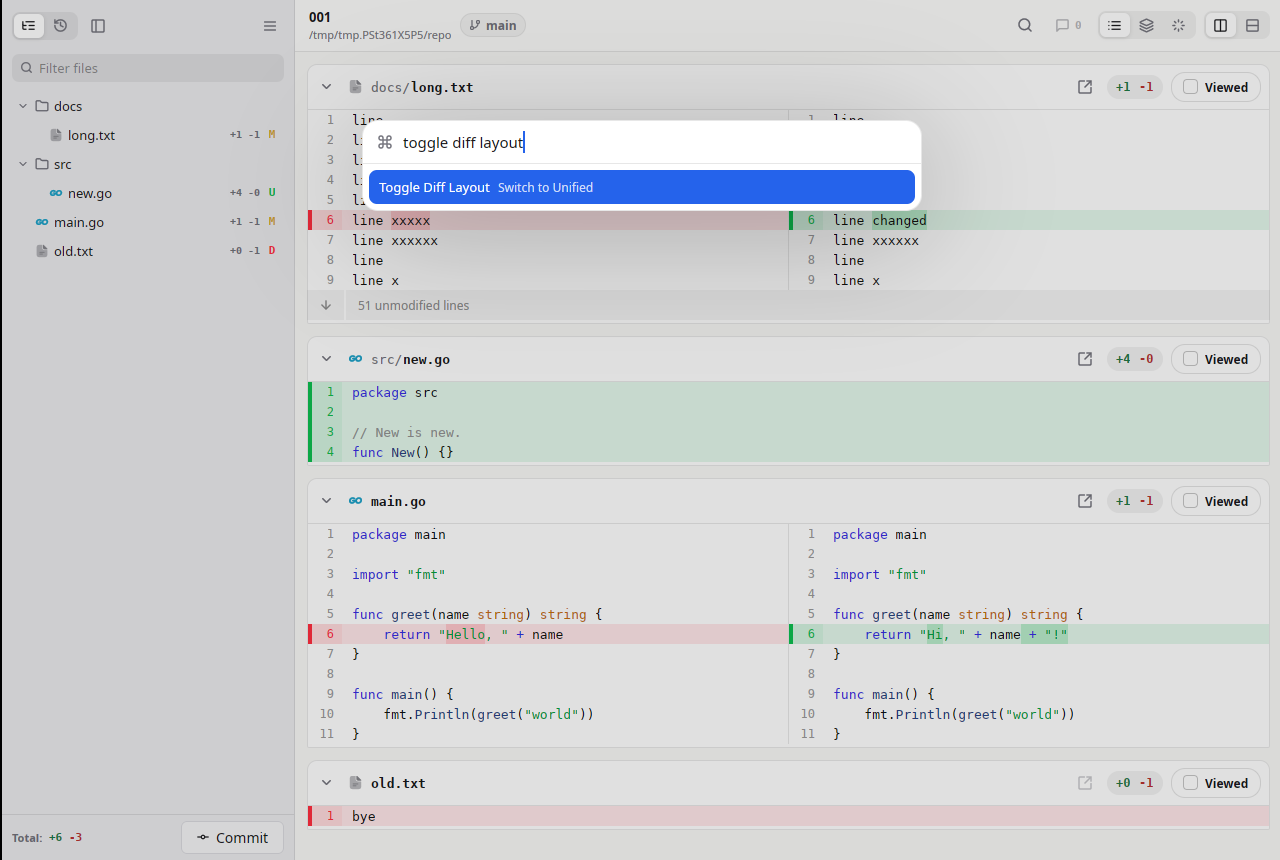 001
/tmp/tmp.PSt361X5P5/repo
main
0
Filter files
docs
long.txt +1 -1 M
src
new.go +4 -0 U
main.go +1 -1 M
old.txt +0 -1 D
Total: +6 -3
Commit
docs/long.txt
+1 -1
Viewed
toggle diff layout
Toggle Diff Layout Switch to Unified
1 line 1 line
2
3
4
5
6 line xxxxx 6 line changed
7 line xxxxxx 7 line xxxxxx
8 line 8 line
9 line x 9 line x
51 unmodified lines
src/new.go
+4 -0
Viewed
1 package src
2
3 // New is new.
4 func New() {}
main.go
+1 -1
Viewed
1 package main 1 package main
2 2
3 import "fmt" 3 import "fmt"
4 4
5 func greet(name string) string { 5 func greet(name string) string {
6 return "Hello, " + name 6 return "Hi, " + name + "!"
7 } 7 }
8 8
9 func main() { 9 func main() {
10 fmt.Println(greet("world")) 10 fmt.Println(greet("world"))
11 } 11 }
old.txt
+0 -1
Viewed
1 bye